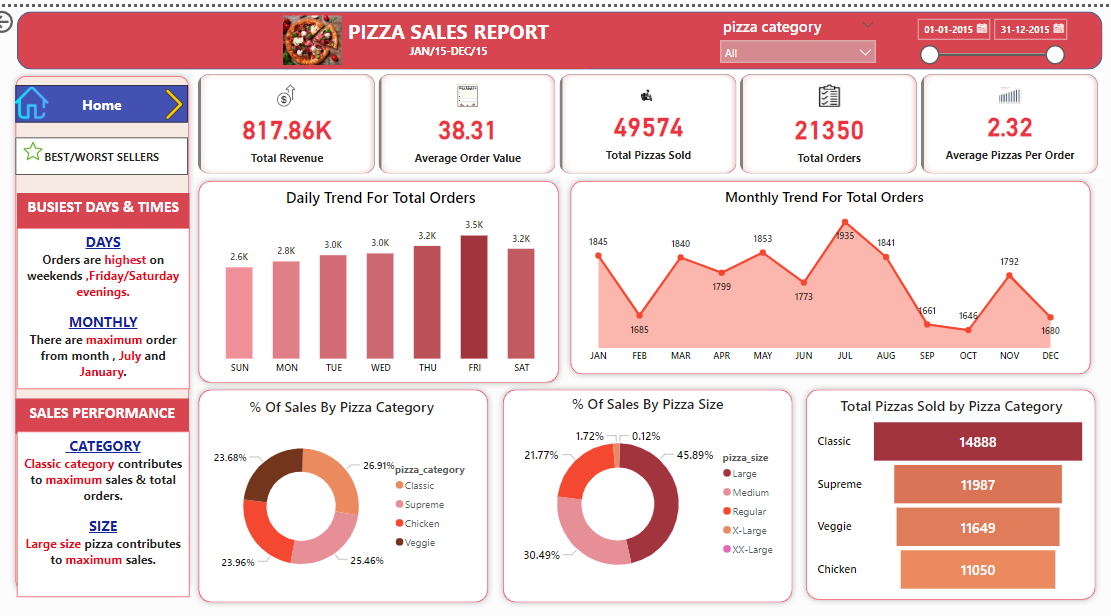 PIZZA SALES REPORT
JAN/15-DEC/15
pizza category
All
01-01-2015
31-12-2015
Home
BEST/WORST SELLERS
BUSIEST DAYS & TIMES
DAYS
Orders are highest on
weekends ,Friday/Saturday
evenings.
MONTHLY
There are maximum order
from month , July and
January.
SALES PERFORMANCE
CATEGORY
Classic category contributes
to maximum sales & total
orders.
SIZE
Large size pizza contributes
to maximum sales.
817.86K
Total Revenue
38.31
Average Order Value
49574
Total Pizzas Sold
21350
Total Orders
2.32
Average Pizzas Per Order
Daily Trend For Total Orders
2.6K
2.8K
3.0K
3.0K
3.2K
3.5K
3.2K
SUN MON TUE WED THU FRI SAT
Monthly Trend For Total Orders
1845
1685
1840
1799
1853
1773
1935
1841
1661
1646
1792
1680
JAN FEB MAR APR MAY JUN JUL AUG SEP OCT NOV DEC
% Of Sales By Pizza Category
23.68%
26.91%
23.96%
25.46%
pizza_category
Classic
Supreme
Chicken
Veggie
% Of Sales By Pizza Size
1.72%
0.12%
21.77%
45.89%
30.49%
pizza_size
Large
Medium
Regular
X-Large
XX-Large
Total Pizzas Sold by Pizza Category
Classic 14888
Supreme 11987
Veggie 11649
Chicken 11050